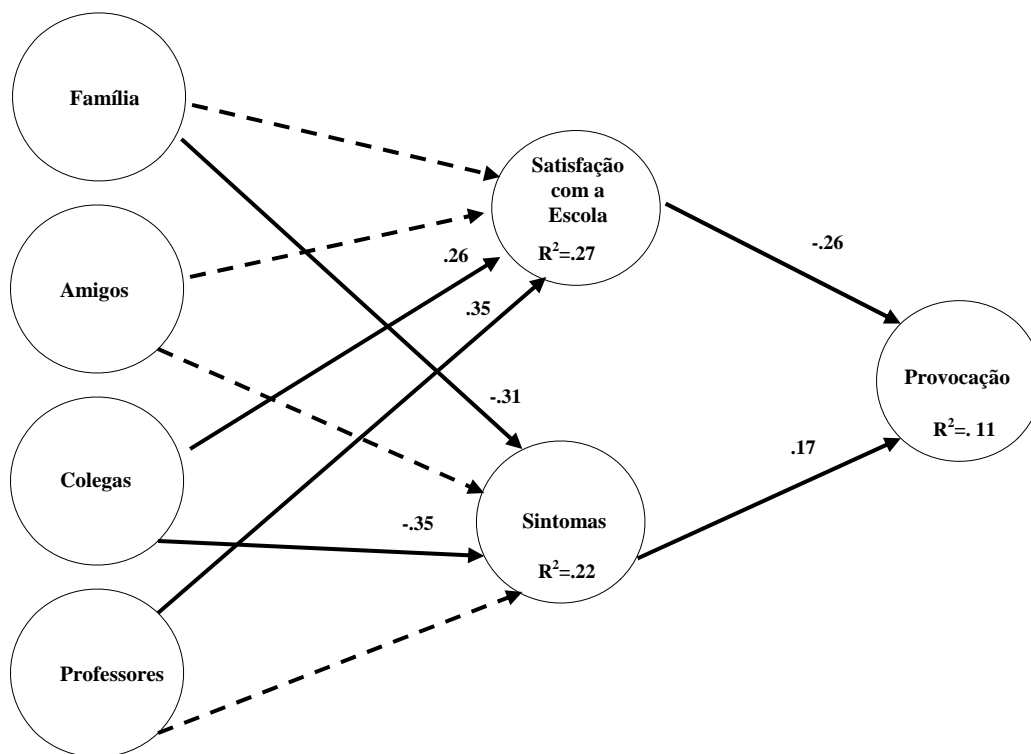 Família
Satisfação
com a
Escola
R²=.27
-.26
.26
Amigos
.35
Provocação
R²=. 11
-.31
.17
Colegas
-.35
Sintomas
R²=.22
Professores